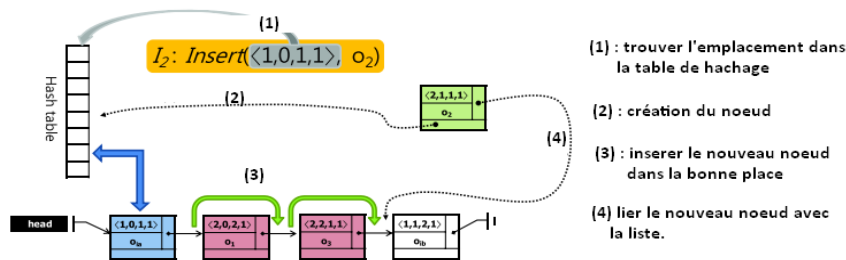 (1)
I2: Insert(⟨1,0,1,1⟩, o2)
Hash table
(2)
⟨2,1,1,1⟩
o2
(4)
(3)
head
⟨1,0,1,1⟩
oia
⟨2,0,2,1⟩
o1
⟨2,2,1,1⟩
o3
⟨1,1,2,1⟩
oib
(1) : trouver l'emplacement dans
la table de hachage
(2) : création du noeud
(3) : inserer le nouveau noeud
dans la bonne place
(4) lier le nouveau noeud avec
la liste.